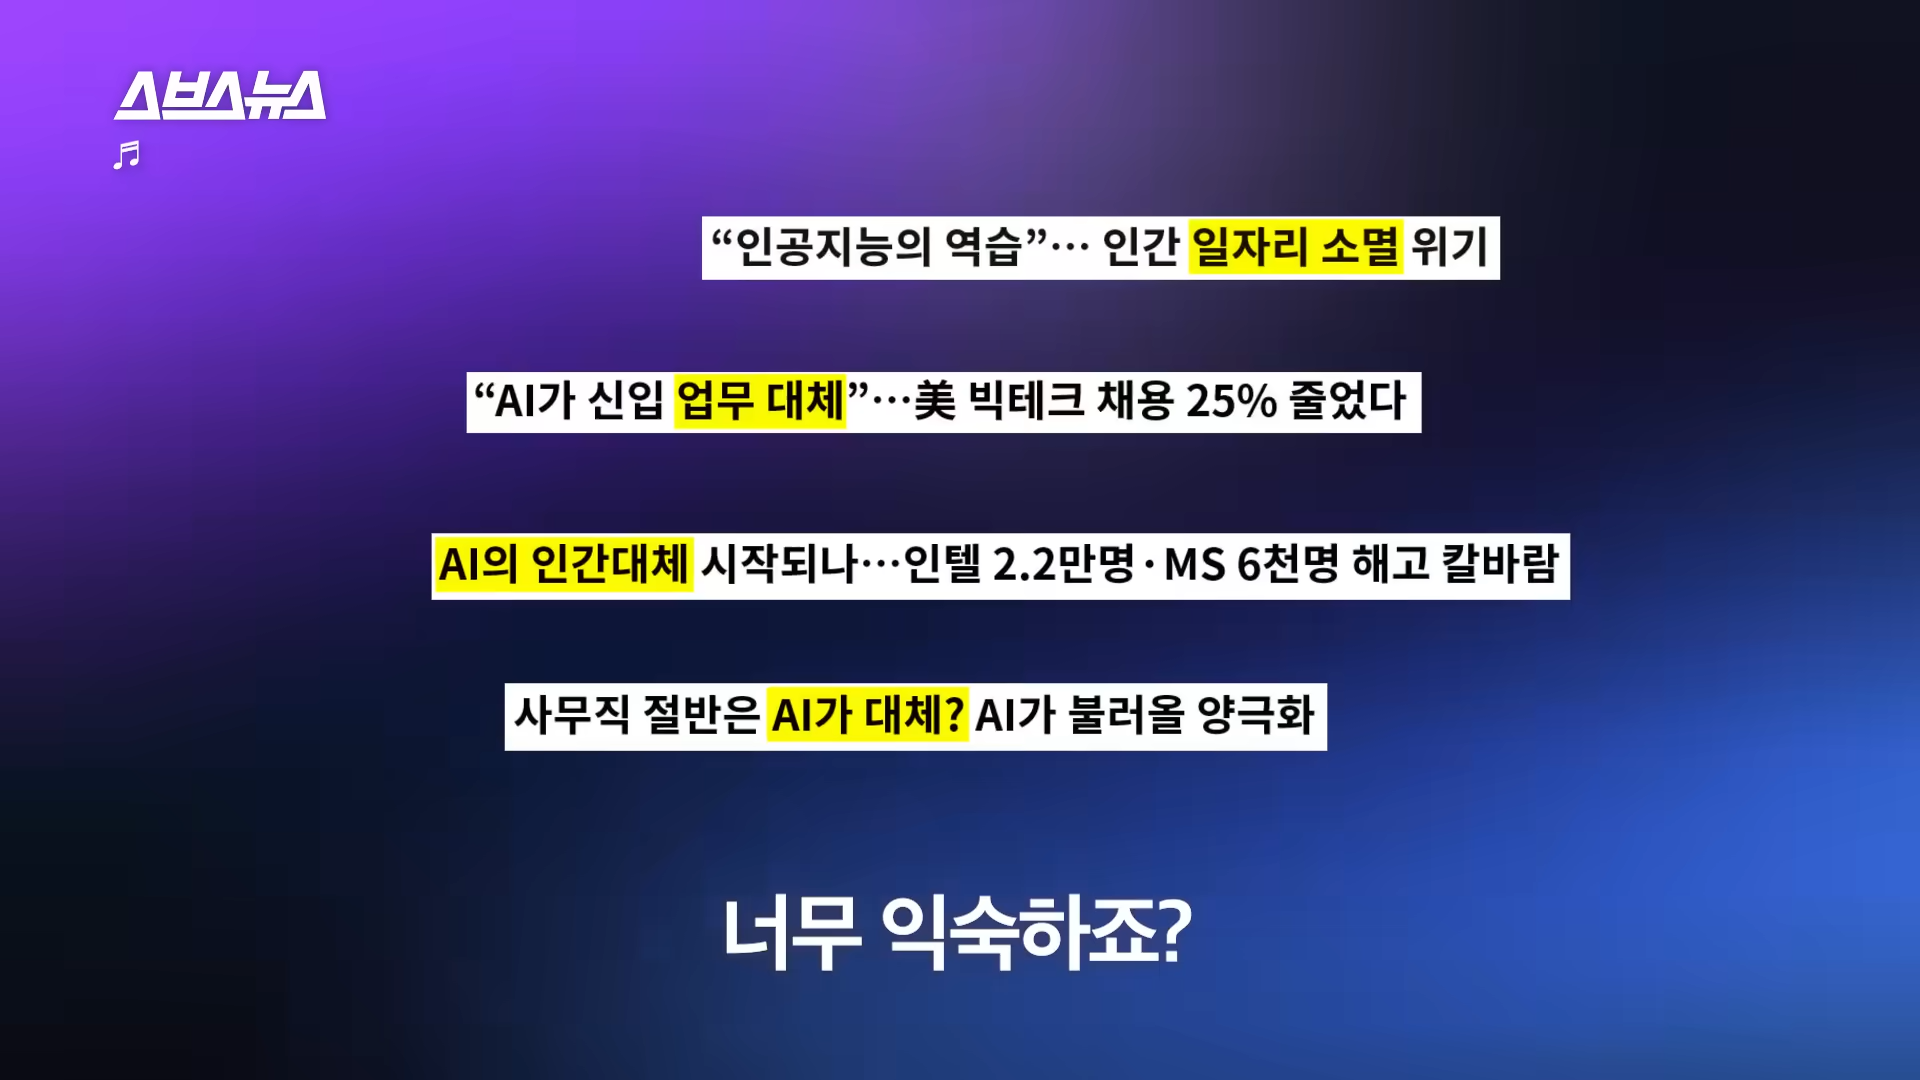 스브스뉴스
♬
“인공지능의 역습”… 인간 일자리 소멸 위기
“AI가 신입 업무 대체”…美 빅테크 채용 25% 줄었다
AI의 인간대체 시작되나…인텔 2.2만명·MS 6천명 해고 칼바람
사무직 절반은 AI가 대체? AI가 불러올 양극화
너무 익숙하죠?